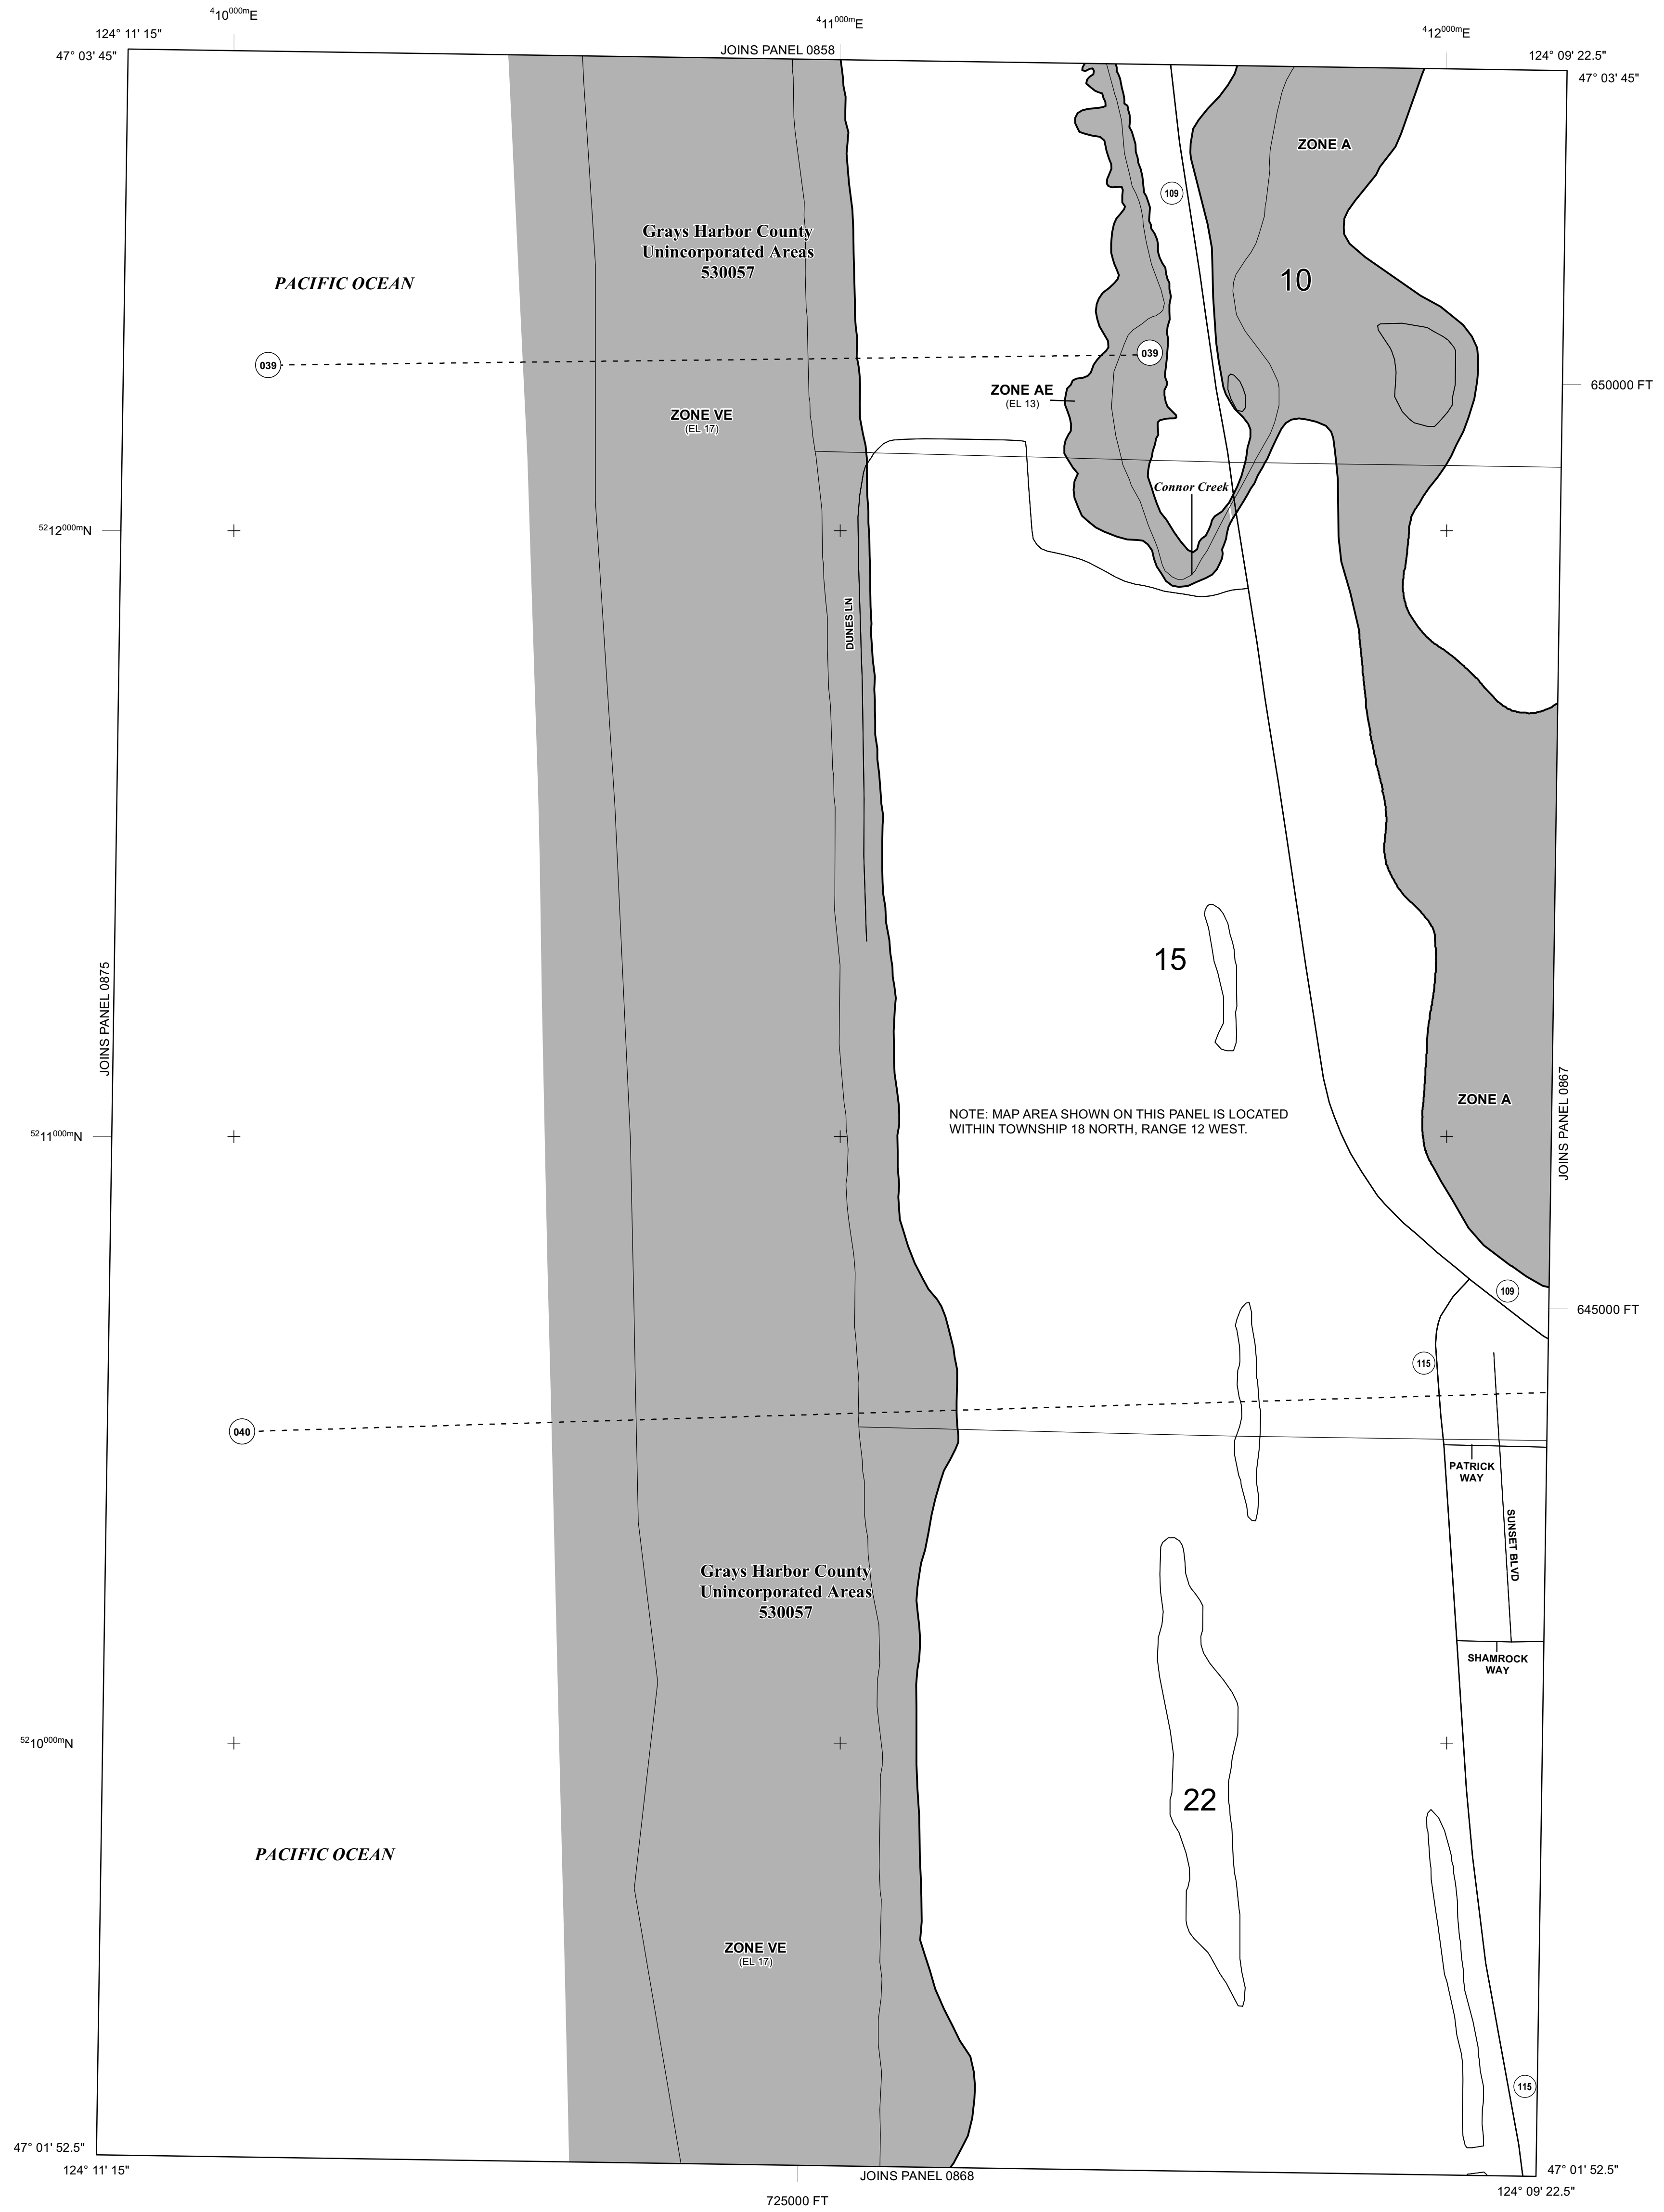 410000mE
411000mE
412000mE
124° 11' 15"
JOINS PANEL 0858
124° 09' 22.5"
47° 03' 45"
47° 03' 45"
ZONE A
109
Grays Harbor County
Unincorporated Areas
530057
PACIFIC OCEAN
10
039
039
650000 FT
ZONE AE
(EL 13)
ZONE VE
(EL 17)
Connor Creek
5212000mN
DUNES LN
15
JOINS PANEL 0875
NOTE: MAP AREA SHOWN ON THIS PANEL IS LOCATED
WITHIN TOWNSHIP 18 NORTH, RANGE 12 WEST.
ZONE A
JOINS PANEL 0867
5211000mN
109
645000 FT
115
040
PATRICK
WAY
SUNSET BLVD
Grays Harbor County
Unincorporated Areas
530057
SHAMROCK
WAY
5210000mN
22
PACIFIC OCEAN
ZONE VE
(EL 17)
115
47° 01' 52.5"
124° 11' 15"
JOINS PANEL 0868
47° 01' 52.5"
124° 09' 22.5"
725000 FT